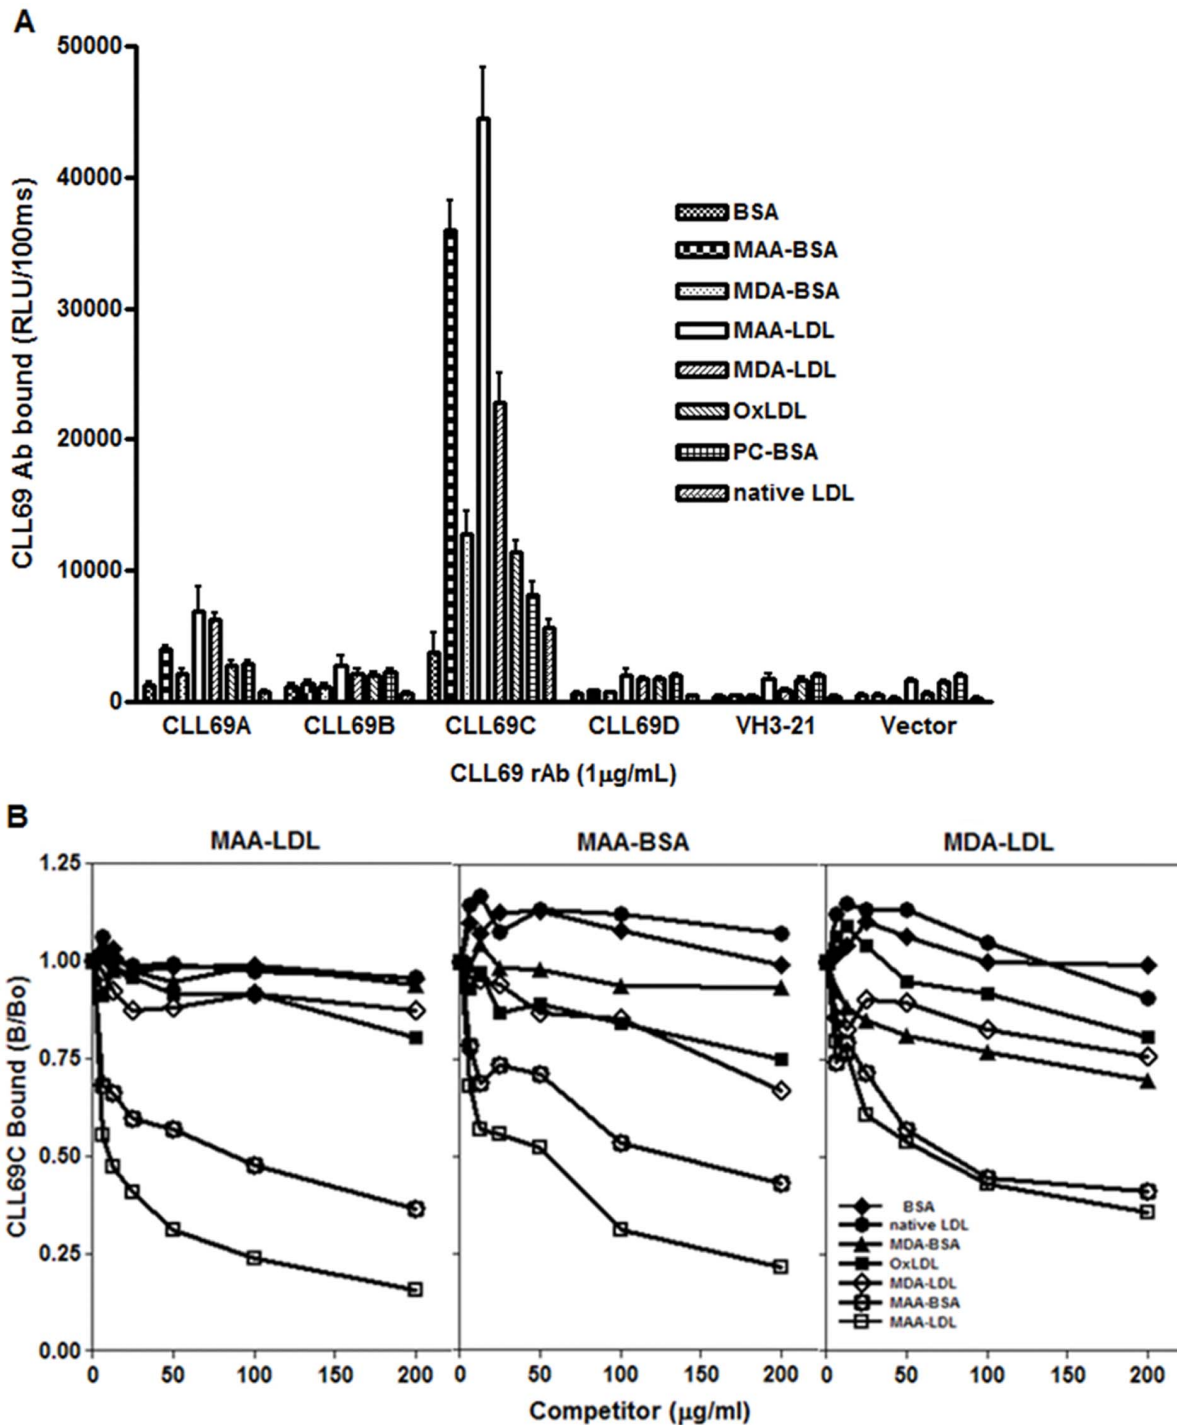 A
50000
40000
30000
20000
10000
0
CLL69 Ab bound (RLU/100ms)
BSA
MAA-BSA
MDA-BSA
MAA-LDL
MDA-LDL
OxLDL
PC-BSA
native LDL
CLL69A CLL69B CLL69C CLL69D VH3-21 Vector
CLL69 rAb (1μg/mL)
B
MAA-LDL MAA-BSA MDA-LDL
1.25
1.00
0.75
0.50
0.25
0.00
CLL69C Bound (B/Bo)
BSA
native LDL
MDA-BSA
OxLDL
MDA-LDL
MAA-BSA
MAA-LDL
0 50 100 150 200 0 50 100 150 200 0 50 100 150 200
Competitor (μg/ml)